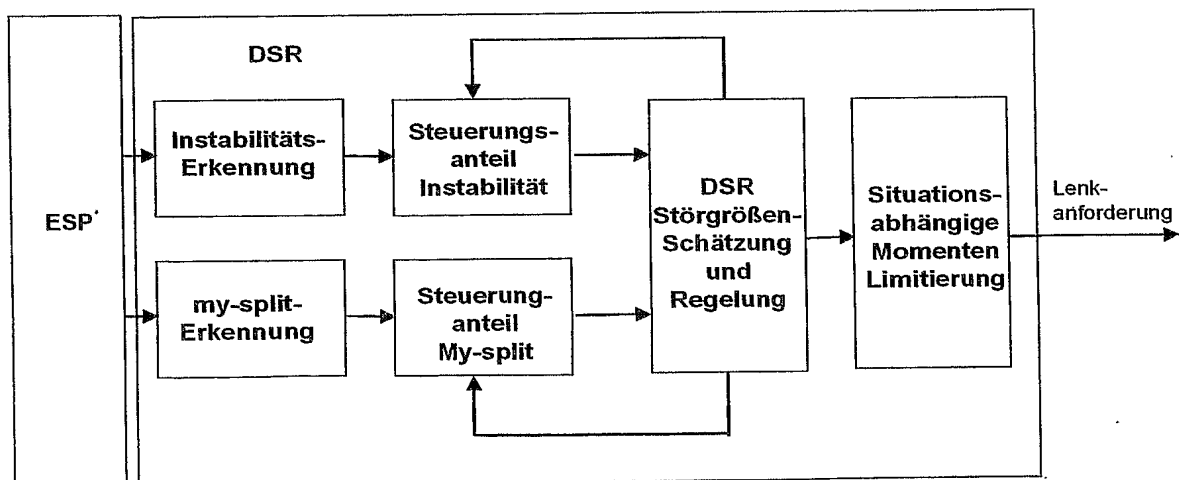 DSR
ESP
Instabilitäts-
Erkennung
Steuerungs-
anteil
Instabilität
my-split-
Erkennung
Steuerung-
anteil
My-split
DSR
Störgrößen-
Schätzung
und
Regelung
Situations-
abhängige
Momenten
Limitierung
Lenk-
anforderung